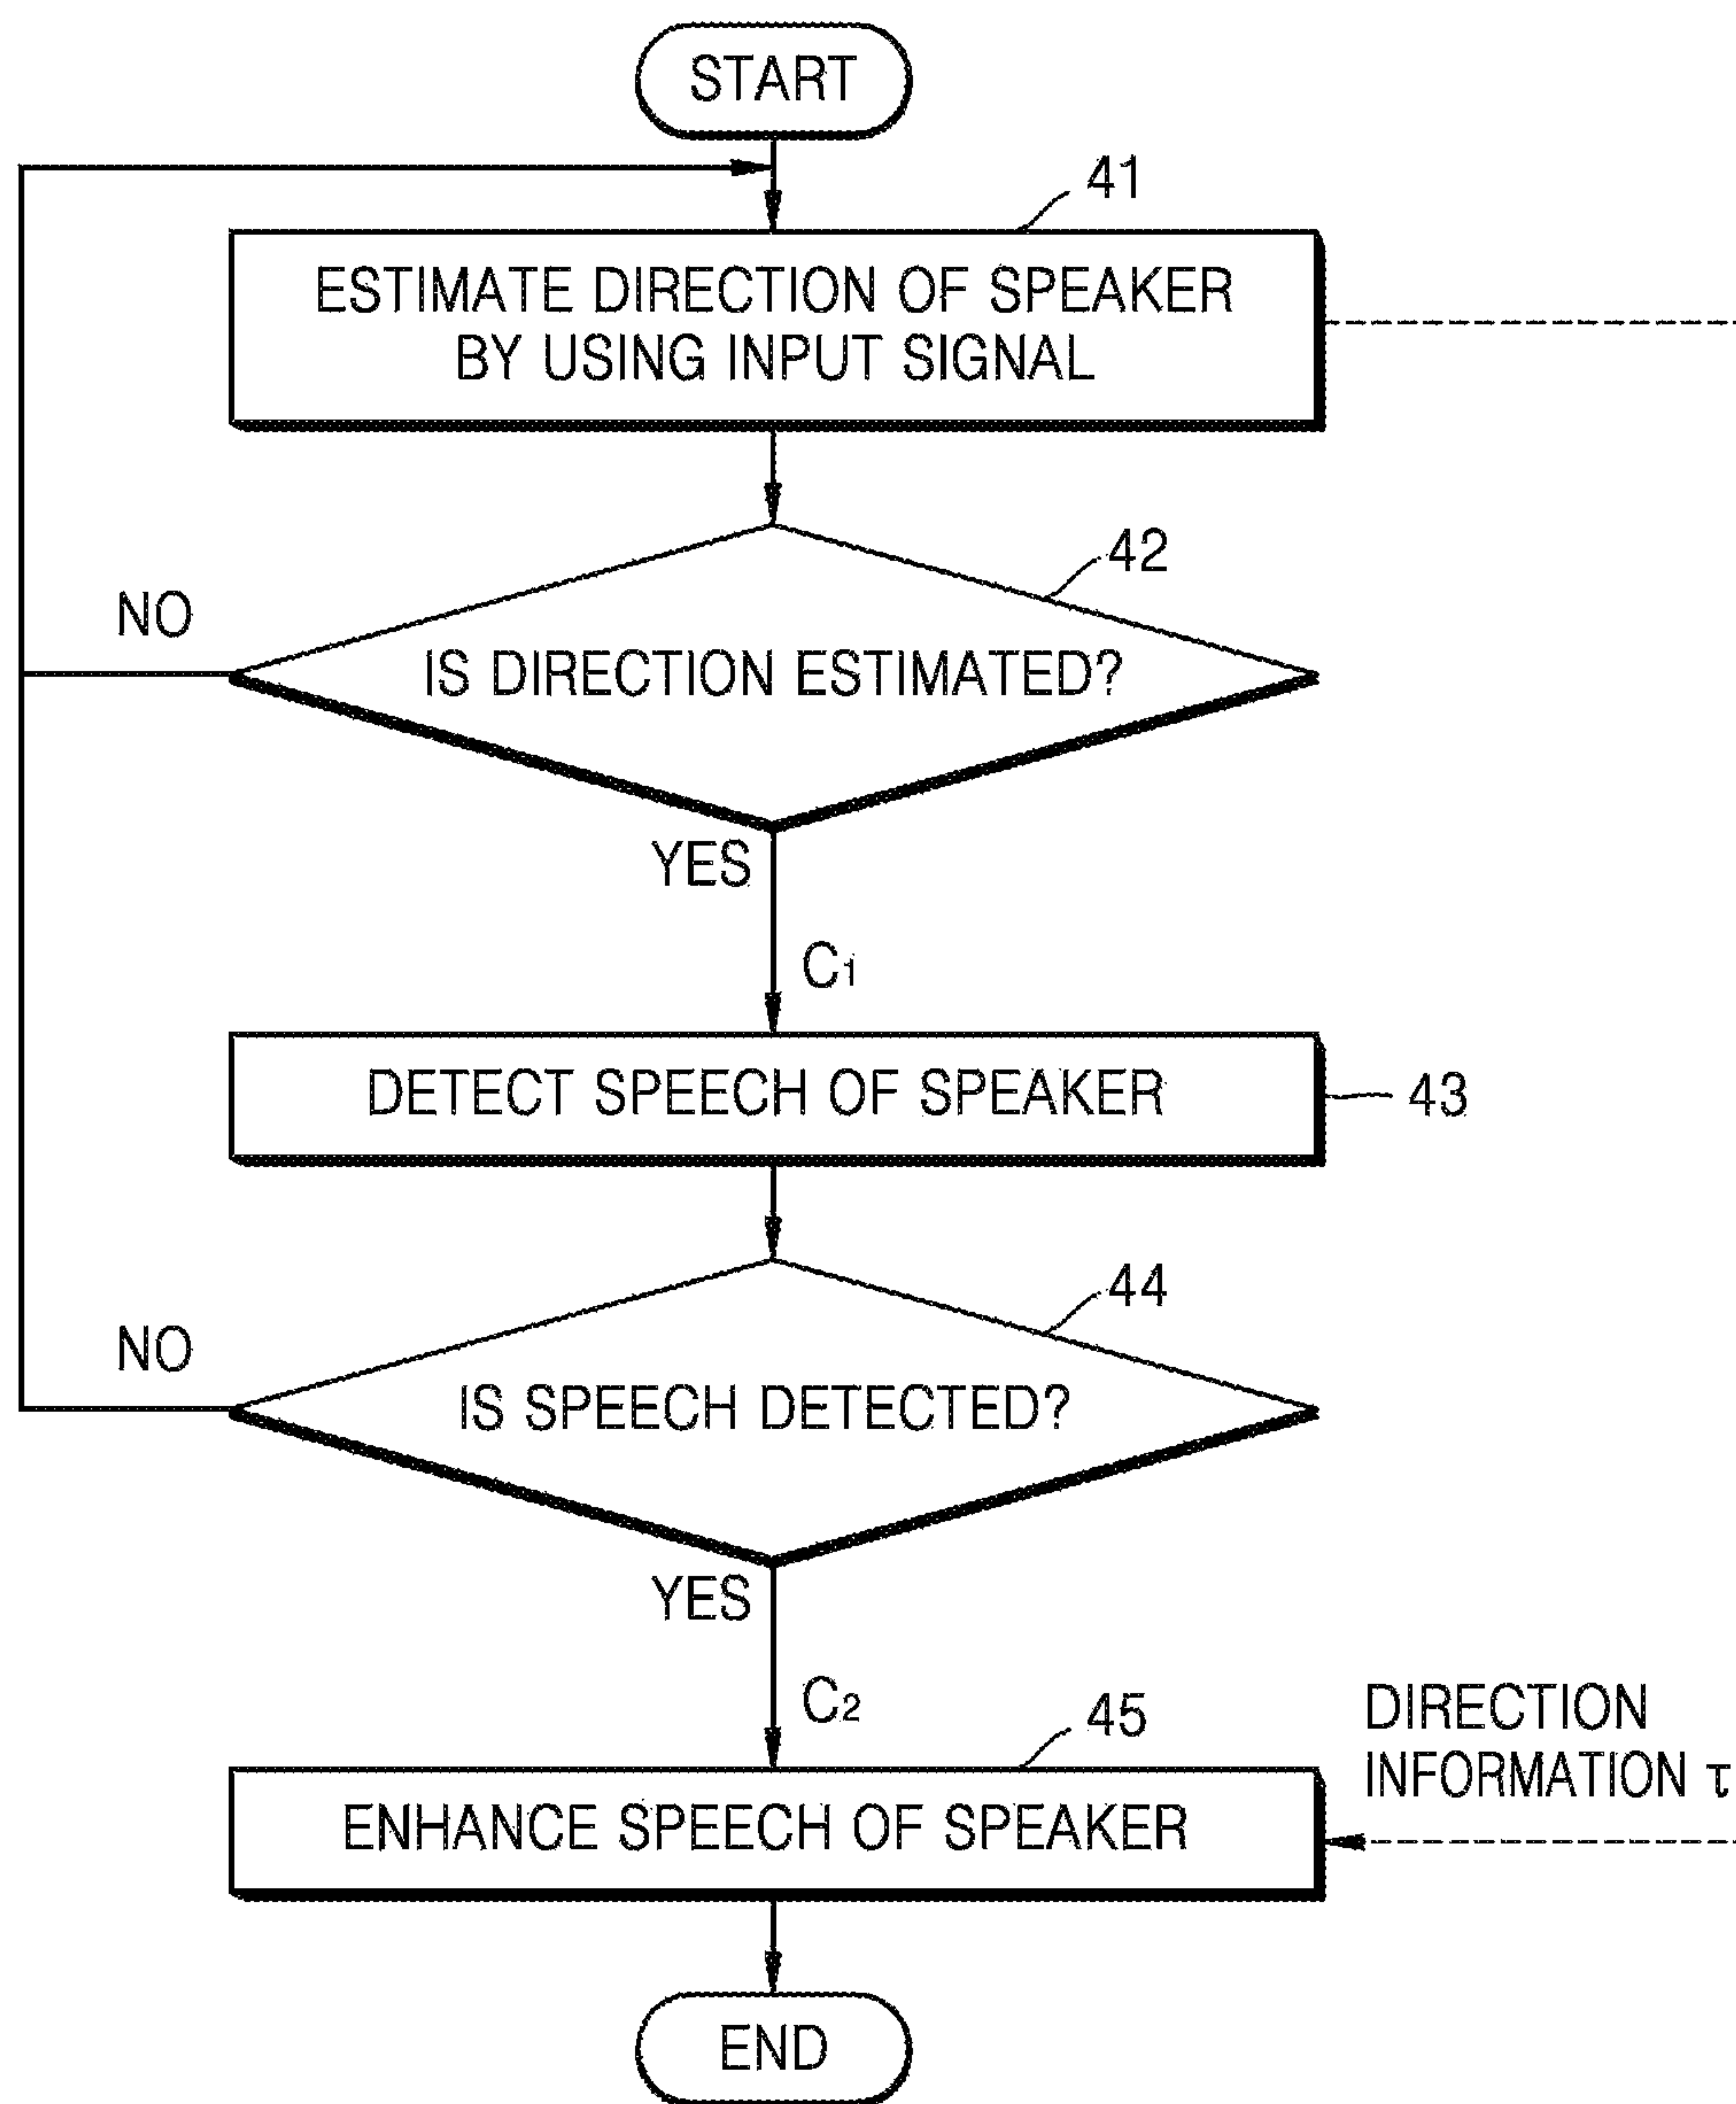 START
41
ESTIMATE DIRECTION OF SPEAKER
BY USING INPUT SIGNAL
42
NO
IS DIRECTION ESTIMATED?
YES
C1
DETECT SPEECH OF SPEAKER
43
44
NO
IS SPEECH DETECTED?
YES
C2
45
DIRECTION
INFORMATION τ
ENHANCE SPEECH OF SPEAKER
END